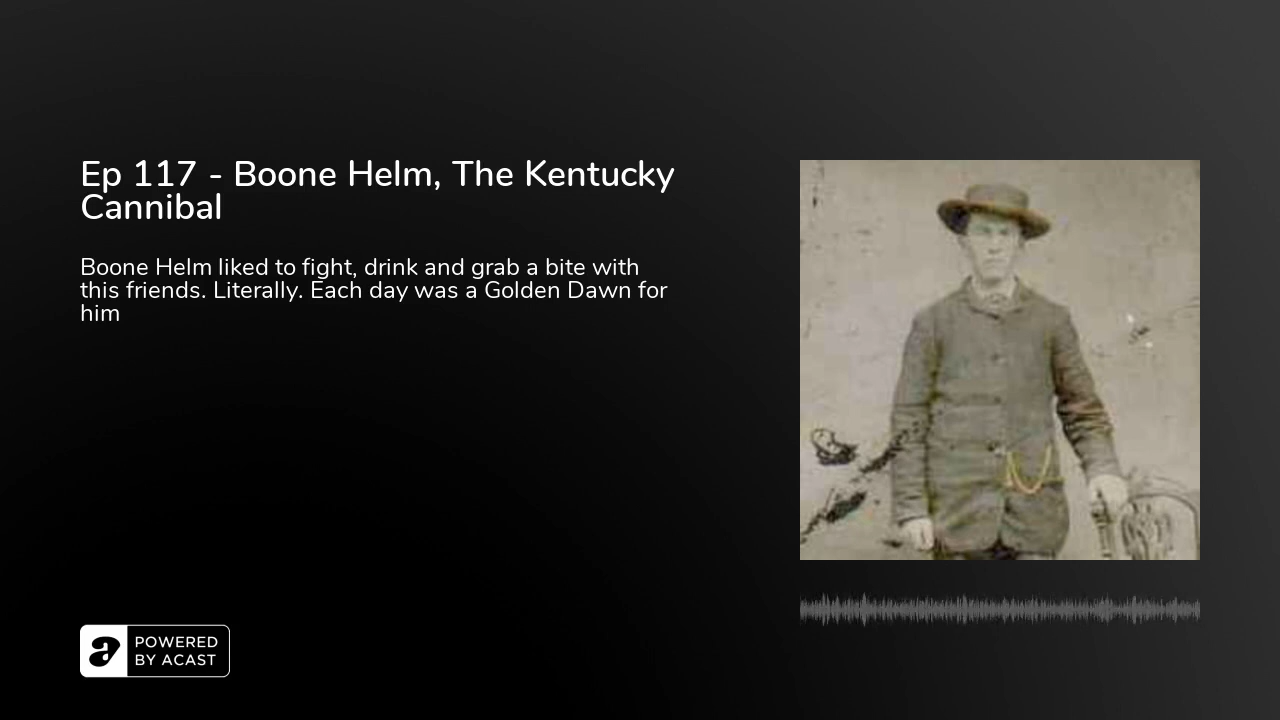 Ep 117 - Boone Helm, The Kentucky
Cannibal
Boone Helm liked to fight, drink and grab a bite with
this friends. Literally. Each day was a Golden Dawn for
him
POWERED
BY ACAST